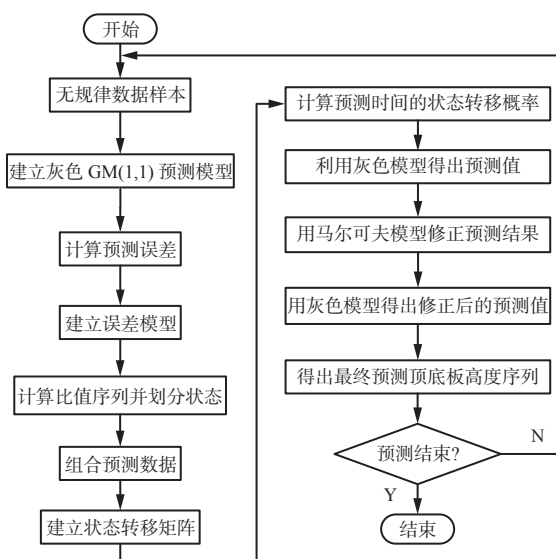 开始
无规律数据样本
建立灰色 GM(1,1) 预测模型
计算预测误差
建立误差模型
计算比值序列并划分状态
组合预测数据
建立状态转移矩阵
计算预测时间的状态转移概率
利用灰色模型得出预测值
用马尔可夫模型修正预测结果
用灰色模型得出修正后的预测值
得出最终预测顶底板高度序列
预测结束?
N
Y
结束